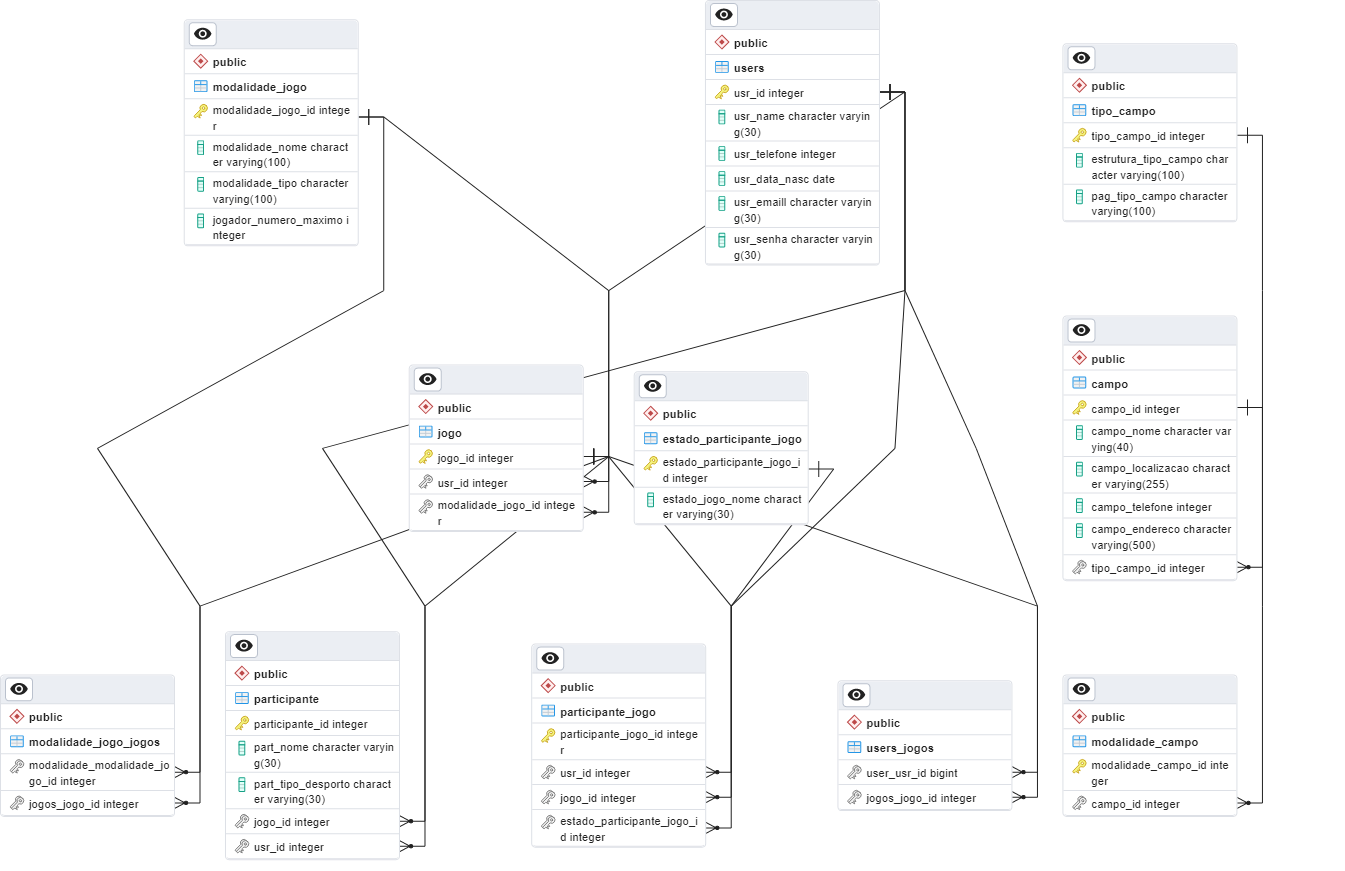 public
modalidade_jogo
modalidade_jogo_id intege
r
modalidade_nome charact
er varying(100)
modalidade_tipo character
varying(100)
jogador_numero_maximo i
nteger
public
users
usr_id integer
usr_name character varyin
g(30)
usr_telefone integer
usr_data_nasc date
usr_emaill character varyin
g(30)
usr_senha character varyin
g(30)
public
tipo_campo
tipo_campo_id integer
estrutura_tipo_campo char
acter varying(100)
pag_tipo_campo character
varying(100)
public
jogo
jogo_id integer
usr_id integer
modalidade_jogo_id intege
r
public
estado_participante_jogo
estado_participante_jogo_i
d integer
estado_jogo_nome charact
er varying(30)
public
campo
campo_id integer
campo_nome character var
ying(40)
campo_localizacao charact
er varying(255)
campo_telefone integer
campo_endereco character
varying(500)
tipo_campo_id integer
public
modalidade_jogo_jogos
modalidade_modalidade_jo
go_id integer
jogos_jogo_id integer
public
participante
participante_id integer
part_nome character varyin
g(30)
part_tipo_desporto charact
er varying(30)
jogo_id integer
usr_id integer
public
participante_jogo
participante_jogo_id intege
r
usr_id integer
jogo_id integer
estado_participante_jogo_i
d integer
public
users_jogos
user_usr_id bigint
jogos_jogo_id integer
public
modalidade_campo
modalidade_campo_id inte
ger
campo_id integer